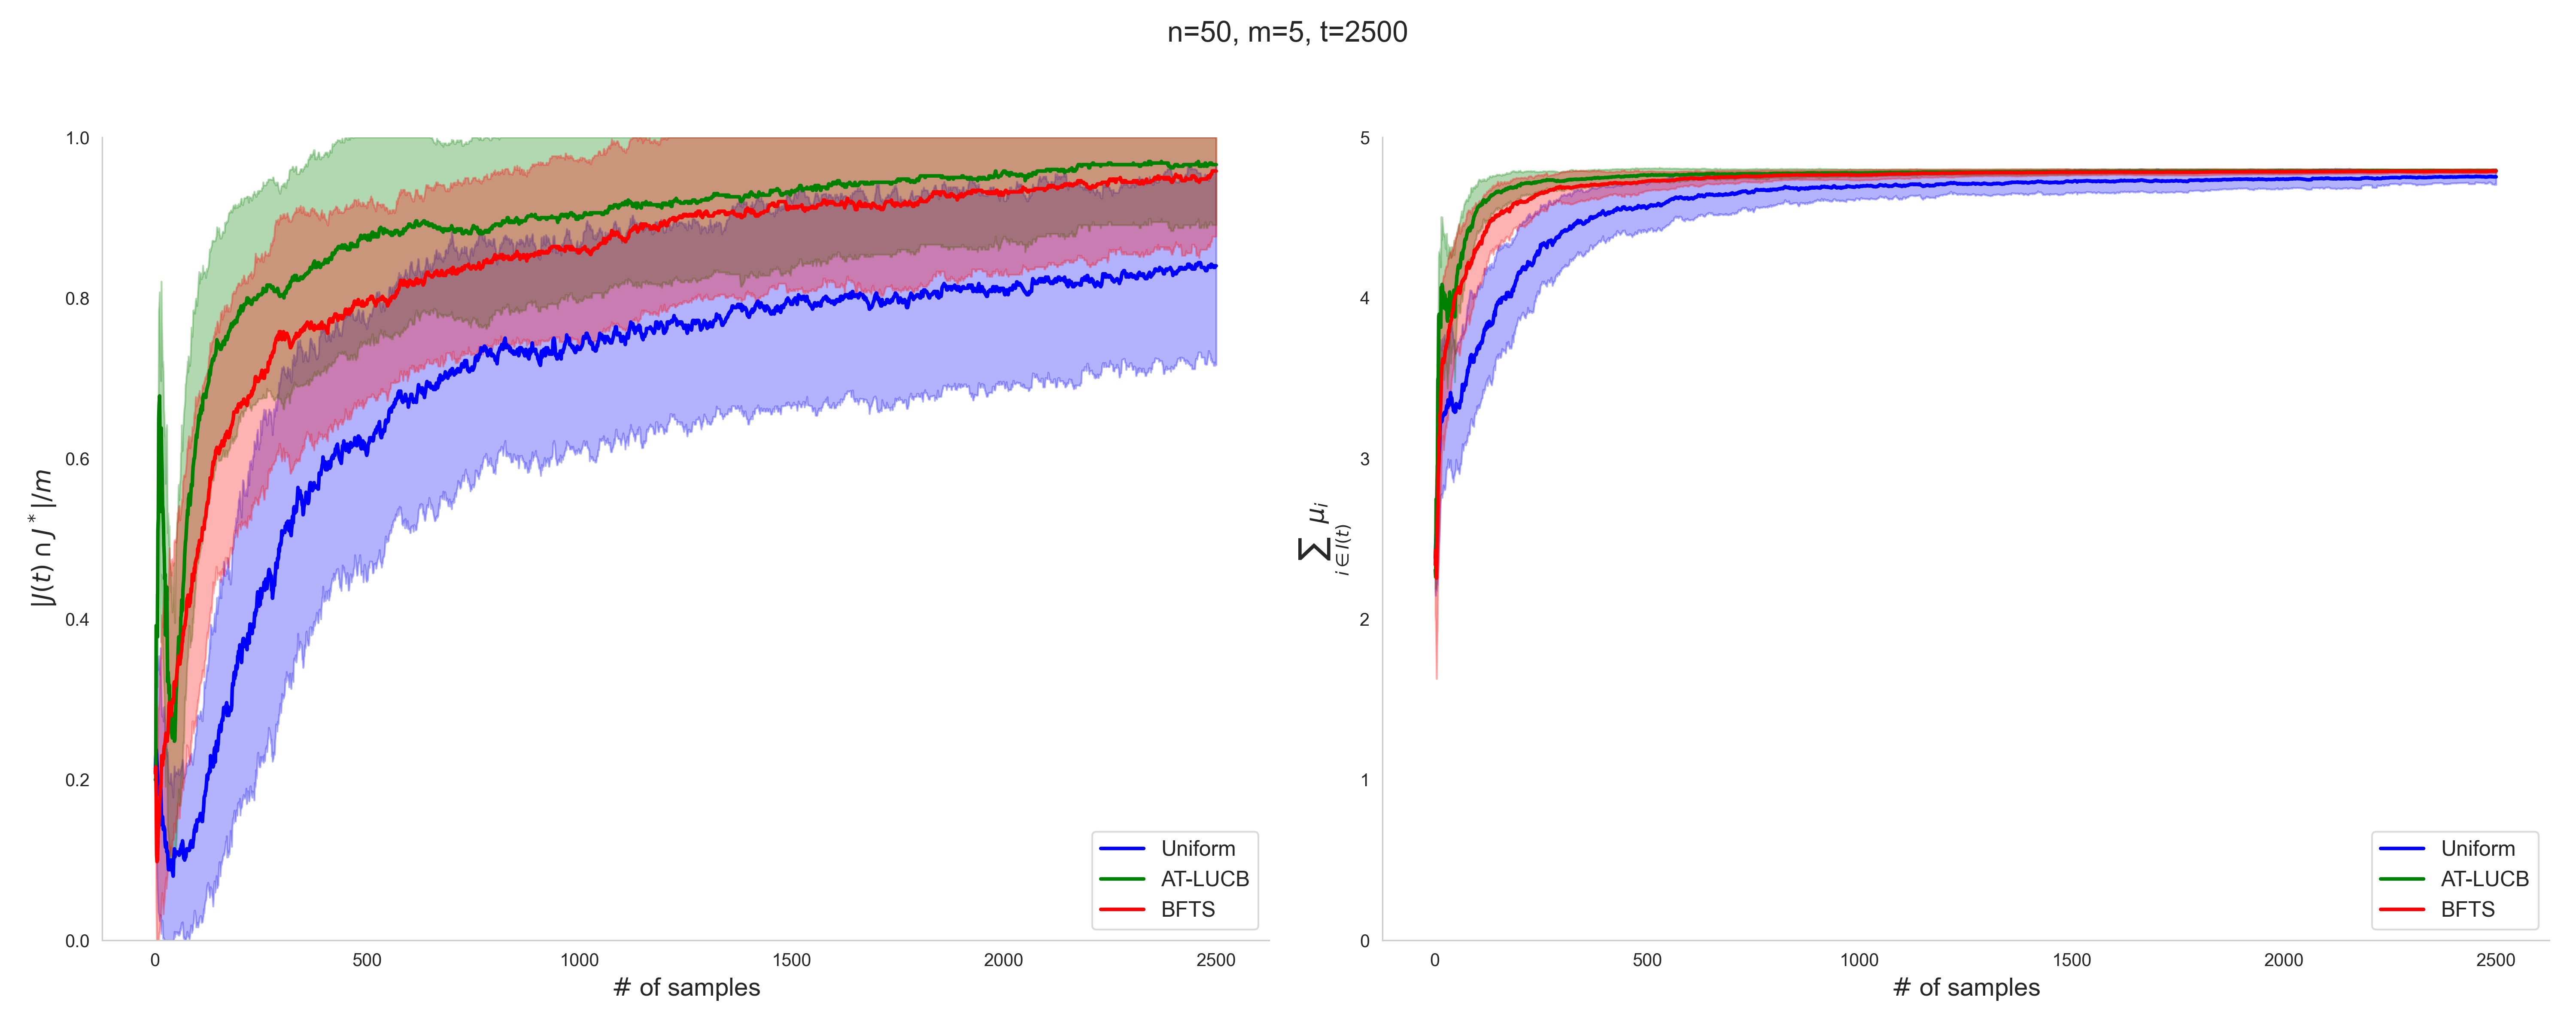 n=50, m=5, t=2500
|J(t) ∩ J*|/m
1.0
0.8
0.6
0.4
0.2
0.0
0 500 1000 1500 2000 2500
# of samples
Uniform
AT-LUCB
BFTS
∑ μi
i∈I(t)
5
4
3
2
1
0
0 500 1000 1500 2000 2500
# of samples
Uniform
AT-LUCB
BFTS